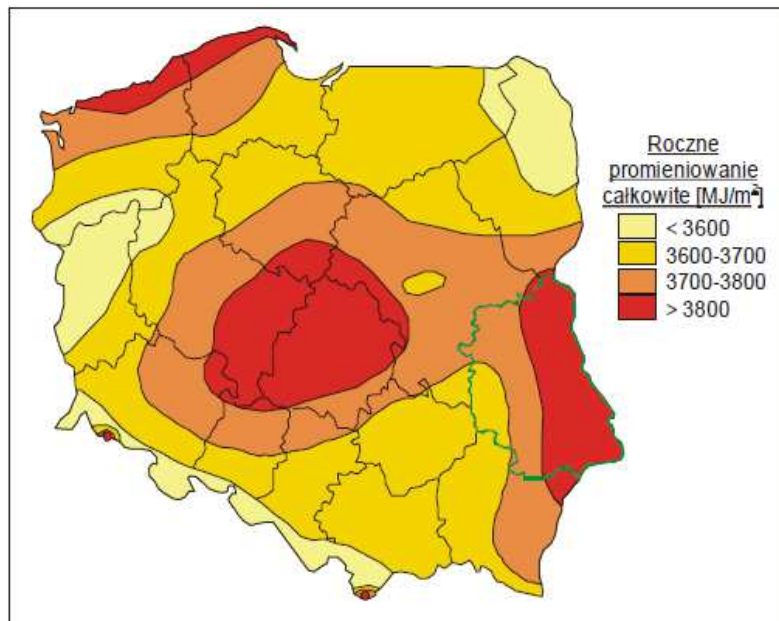 Roczne
promieniowanie
całkowite [MJ/m²]
< 3600
3600-3700
3700-3800
> 3800